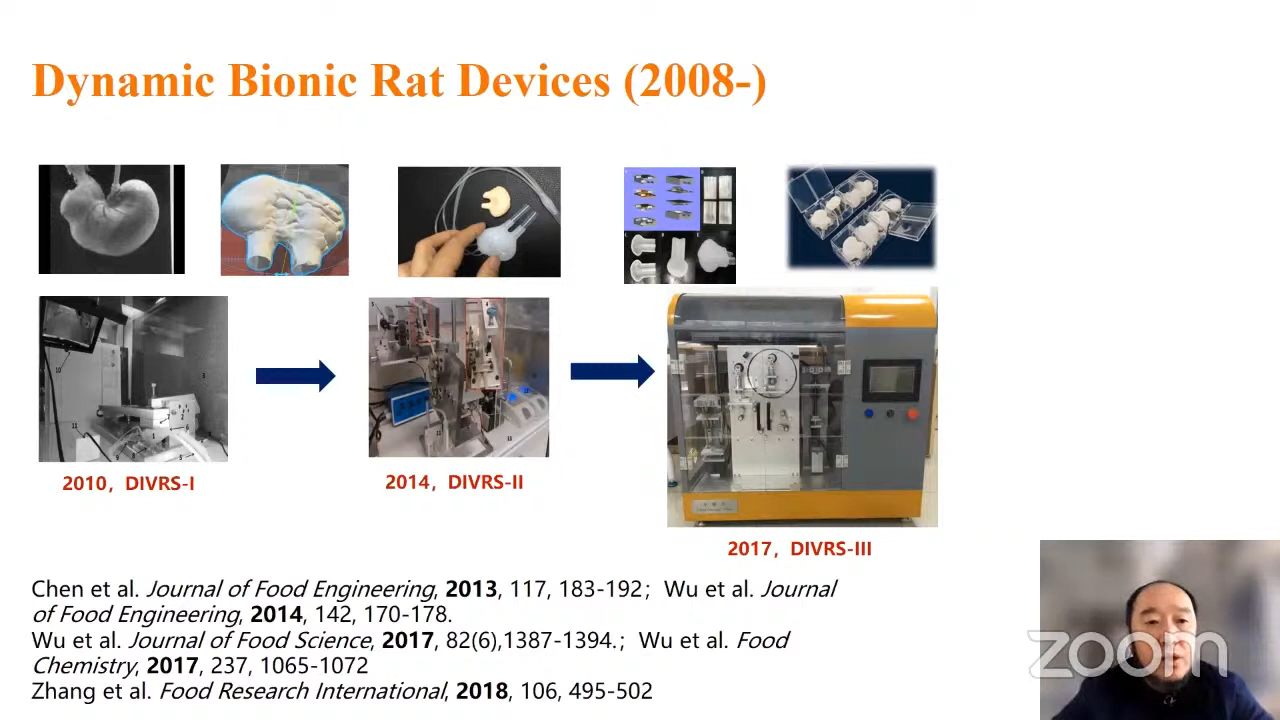 Dynamic Bionic Rat Devices (2008-)
2010，DIVRS-I
2014，DIVRS-II
2017，DIVRS-III
Chen et al. Journal of Food Engineering, 2013, 117, 183-192； Wu et al. Journal
of Food Engineering, 2014, 142, 170-178.
Wu et al. Journal of Food Science, 2017, 82(6),1387-1394.；Wu et al. Food
Chemistry, 2017, 237, 1065-1072
Zhang et al. Food Research International, 2018, 106, 495-502
zoom